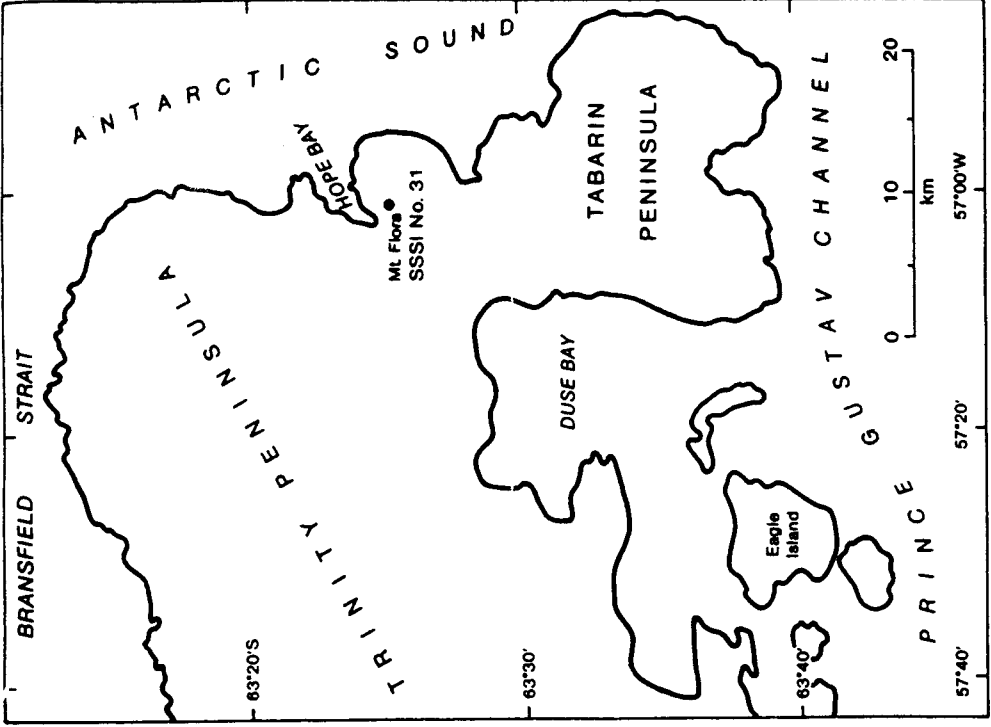 BRANSFIELD STRAIT
ANTARCTIC SOUND
TRINITY PENINSULA
HOPE BAY
Mt. Flora
SSSI No. 31
TABARIN
PENINSULA
DUSE BAY
Eagle
Island
PRINCE GUSTAV CHANNEL
0 10 20
km
63°20'S
63°30'
63°40'
57°40'
57°20'
57°00'W